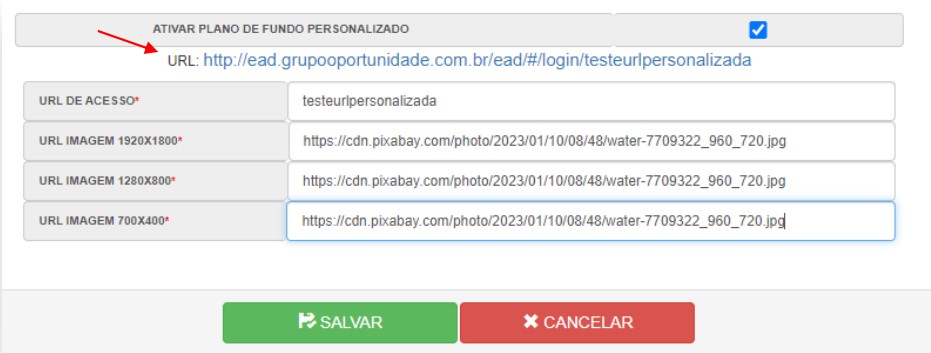 ATIVAR PLANO DE FUNDO PERSONALIZADO
URL: http://ead.grupooportunidade.com.br/ead/#/login/testeurlpersonalizada
URL DE ACESSO* testeurlpersonalizada
URL IMAGEM 1920X1800* https://cdn.pixabay.com/photo/2023/01/10/08/48/water-7709322_960_720.jpg
URL IMAGEM 1280X800* https://cdn.pixabay.com/photo/2023/01/10/08/48/water-7709322_960_720.jpg
URL IMAGEM 700X400* https://cdn.pixabay.com/photo/2023/01/10/08/48/water-7709322_960_720.jpg
SALVAR CANCELAR